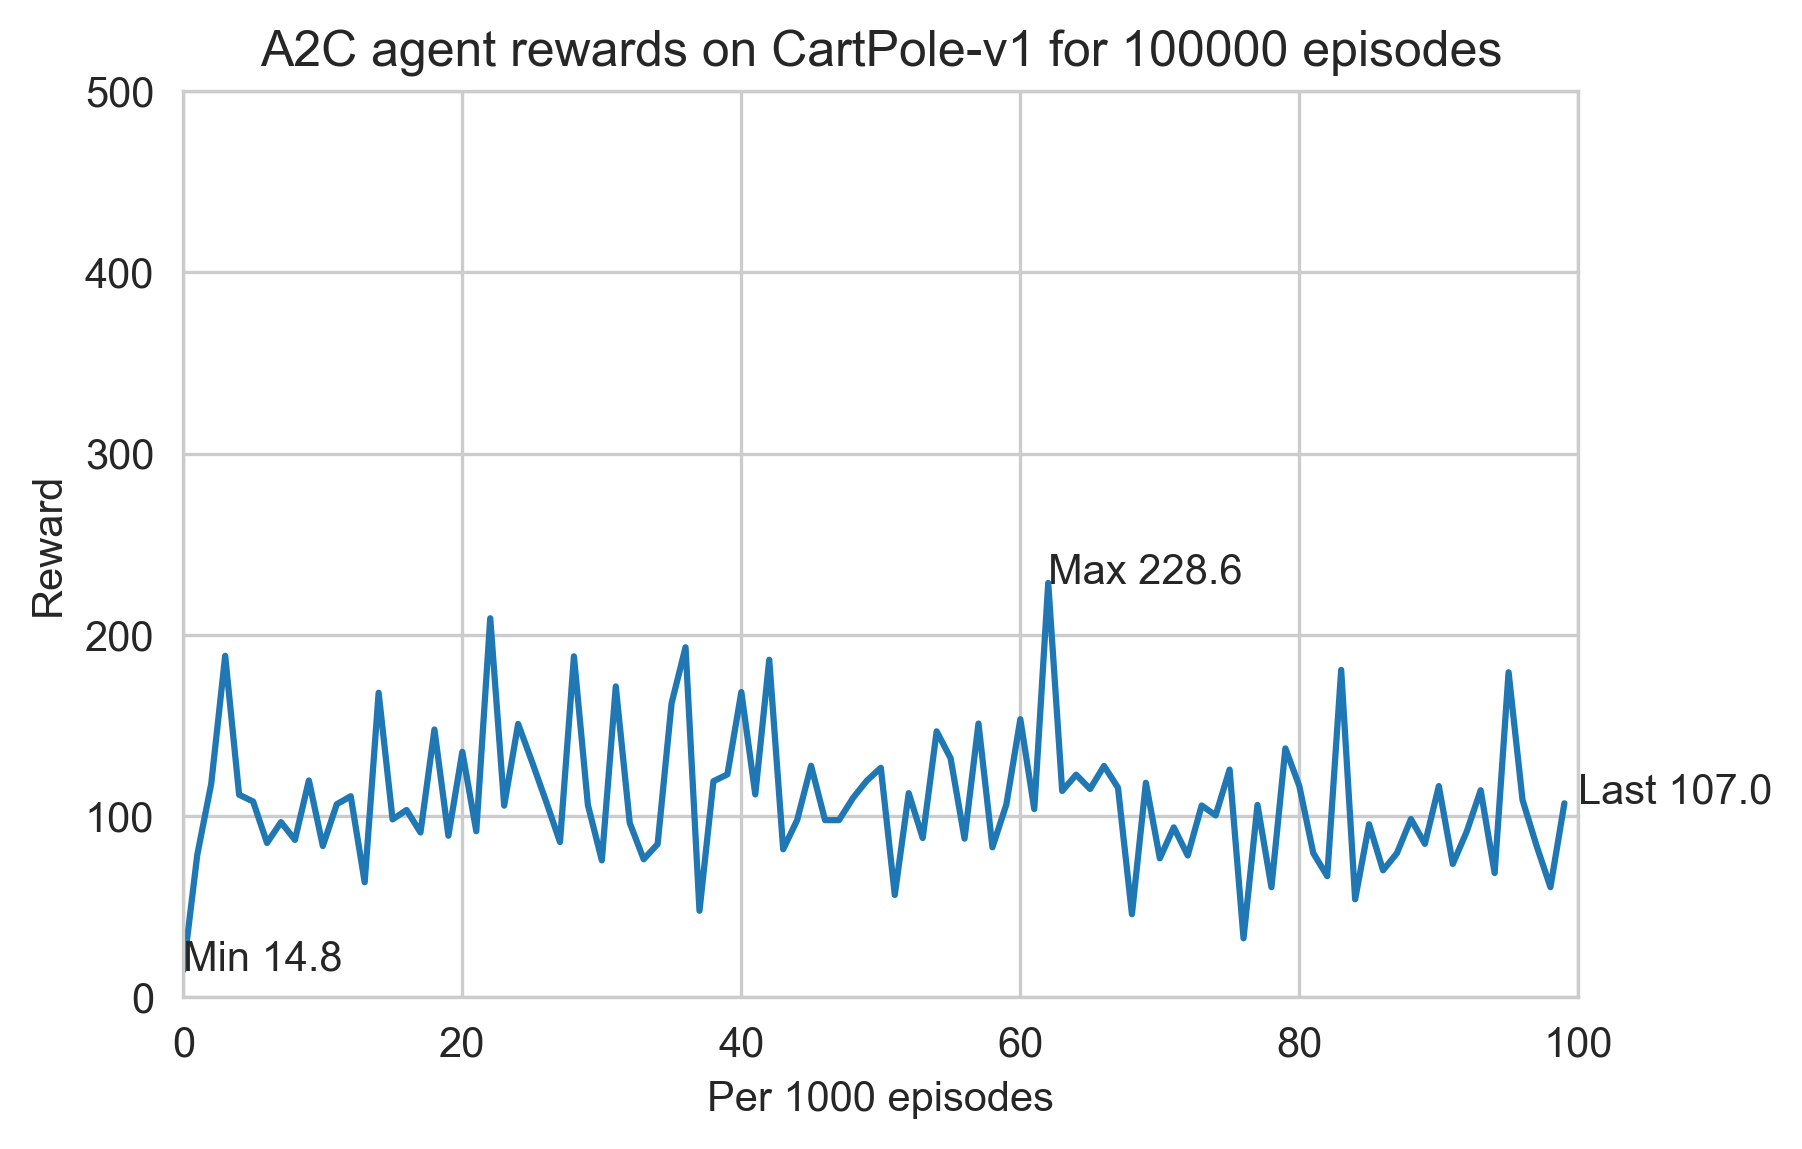 A2C agent rewards on CartPole-v1 for 100000 episodes
500
400
300
200
100
0
Reward
Max 228.6
Last 107.0
Min 14.8
0 20 40 60 80 100
Per 1000 episodes